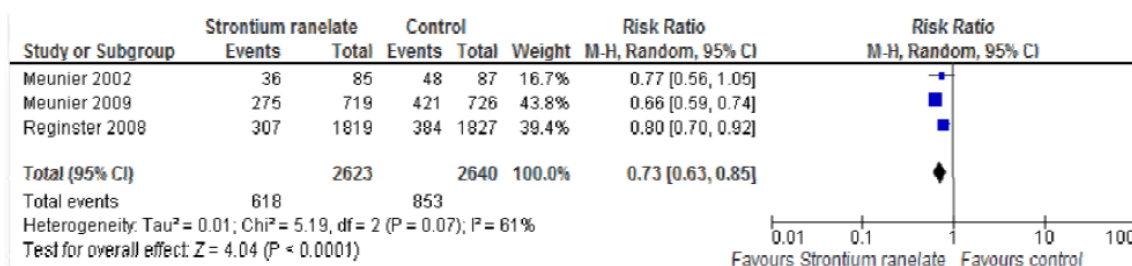 Strontium ranelate Control Risk Ratio Risk Ratio
Study or Subgroup Events Total Events Total Weight M-H, Random, 95% CI M-H, Random, 95% CI
Meunier 2002 36 85 48 87 16.7% 0.77 [0.56, 1.05]
Meunier 2009 275 719 421 726 43.8% 0.66 [0.59, 0.74]
Reginster 2008 307 1819 384 1827 39.4% 0.80 [0.70, 0.92]
Total (95% CI) 2623 2640 100.0% 0.73 [0.63, 0.85]
Total events 618 853
Heterogeneity: Tau² = 0.01; Chi² = 5.19, df = 2 (P = 0.07); I² = 61%
Test for overall effect: Z = 4.04 (P < 0.0001)
0.01 0.1 1 10 100
Favours Strontium ranelate Favours control